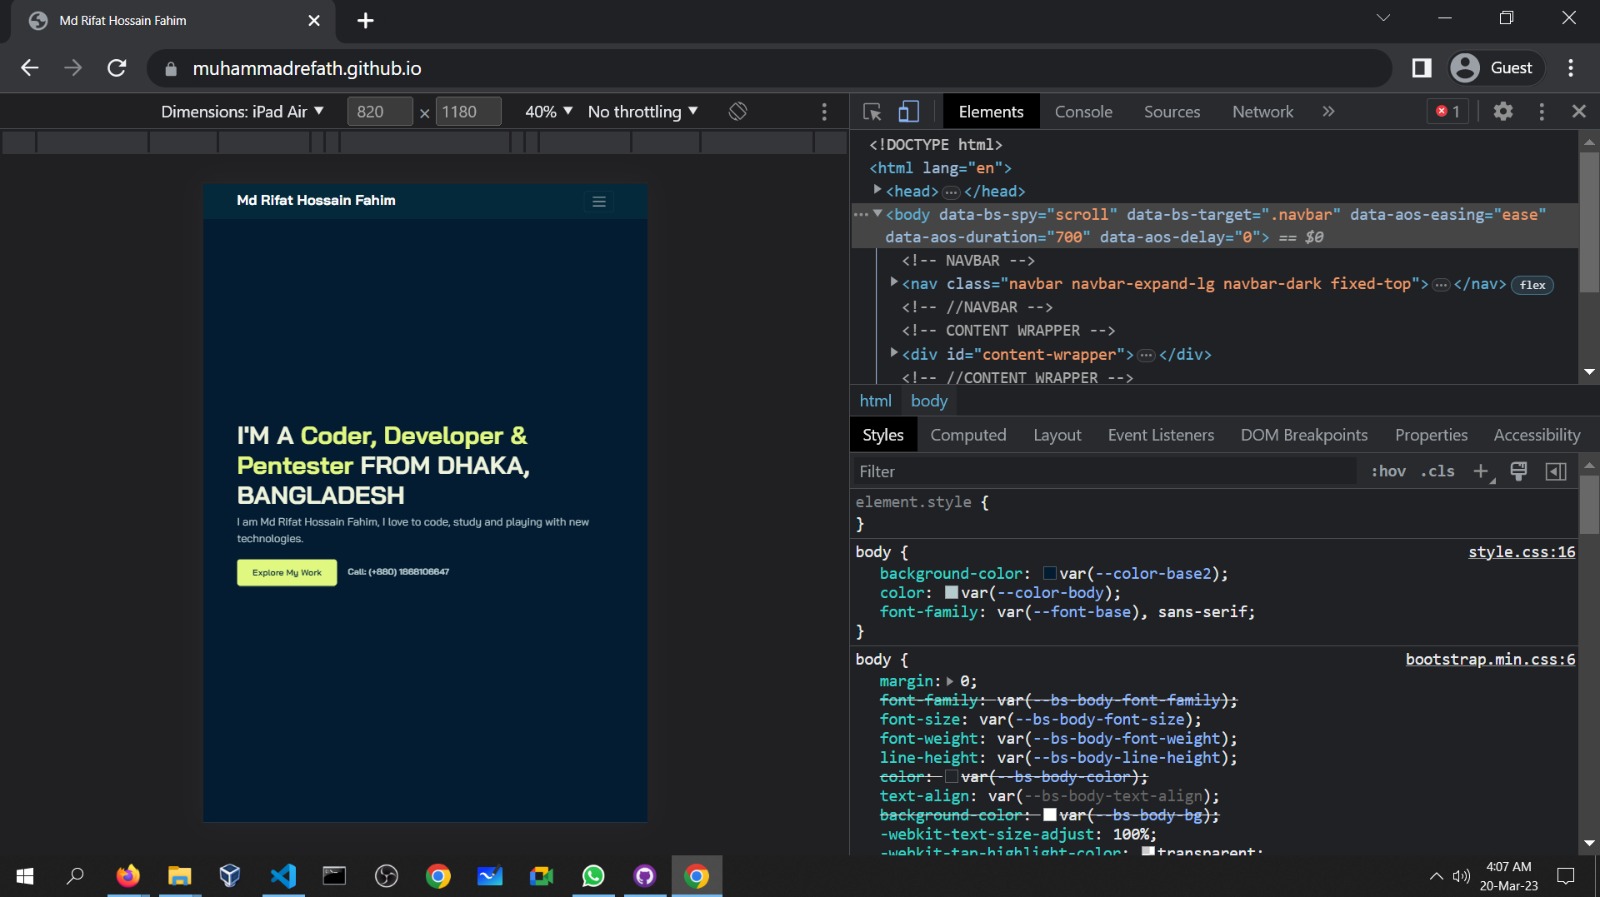 Md Rifat Hossain Fahim
muhammadrefath.github.io
Guest
Dimensions: iPad Air 820 × 1180 40% No throttling
Elements Console Sources Network » 1
<!DOCTYPE html>
<html lang="en">
<head> … </head>
<body data-bs-spy="scroll" data-bs-target=".navbar" data-aos-easing="ease"
data-aos-duration="700" data-aos-delay="0"> == $0
<!-- NAVBAR -->
<nav class="navbar navbar-expand-lg navbar-dark fixed-top"> … </nav> flex
<!-- //NAVBAR -->
<!-- CONTENT WRAPPER -->
<div id="content-wrapper"> … </div>
<!-- //CONTENT WRAPPER -->
html body
Styles Computed Layout Event Listeners DOM Breakpoints Properties Accessibility
Filter :hov .cls
element.style {
}
body { style.css:16
background-color: var(--color-base2);
color: var(--color-body);
font-family: var(--font-base), sans-serif;
}
body { bootstrap.min.css:6
margin: 0;
font-family: var(--bs-body-font-family);
font-size: var(--bs-body-font-size);
font-weight: var(--bs-body-font-weight);
line-height: var(--bs-body-line-height);
color: var(--bs-body-color);
text-align: var(--bs-body-text-align);
background-color: var(--bs-body-bg);
-webkit-text-size-adjust: 100%;
-webkit-tap-highlight-color: transparent;
Md Rifat Hossain Fahim
I'M A Coder, Developer &
Pentester FROM DHAKA,
BANGLADESH
I am Md Rifat Hossain Fahim, I love to code, study and playing with new
technologies.
Explore My Work Call: (+880) 1868106647
4:07 AM
20-Mar-23